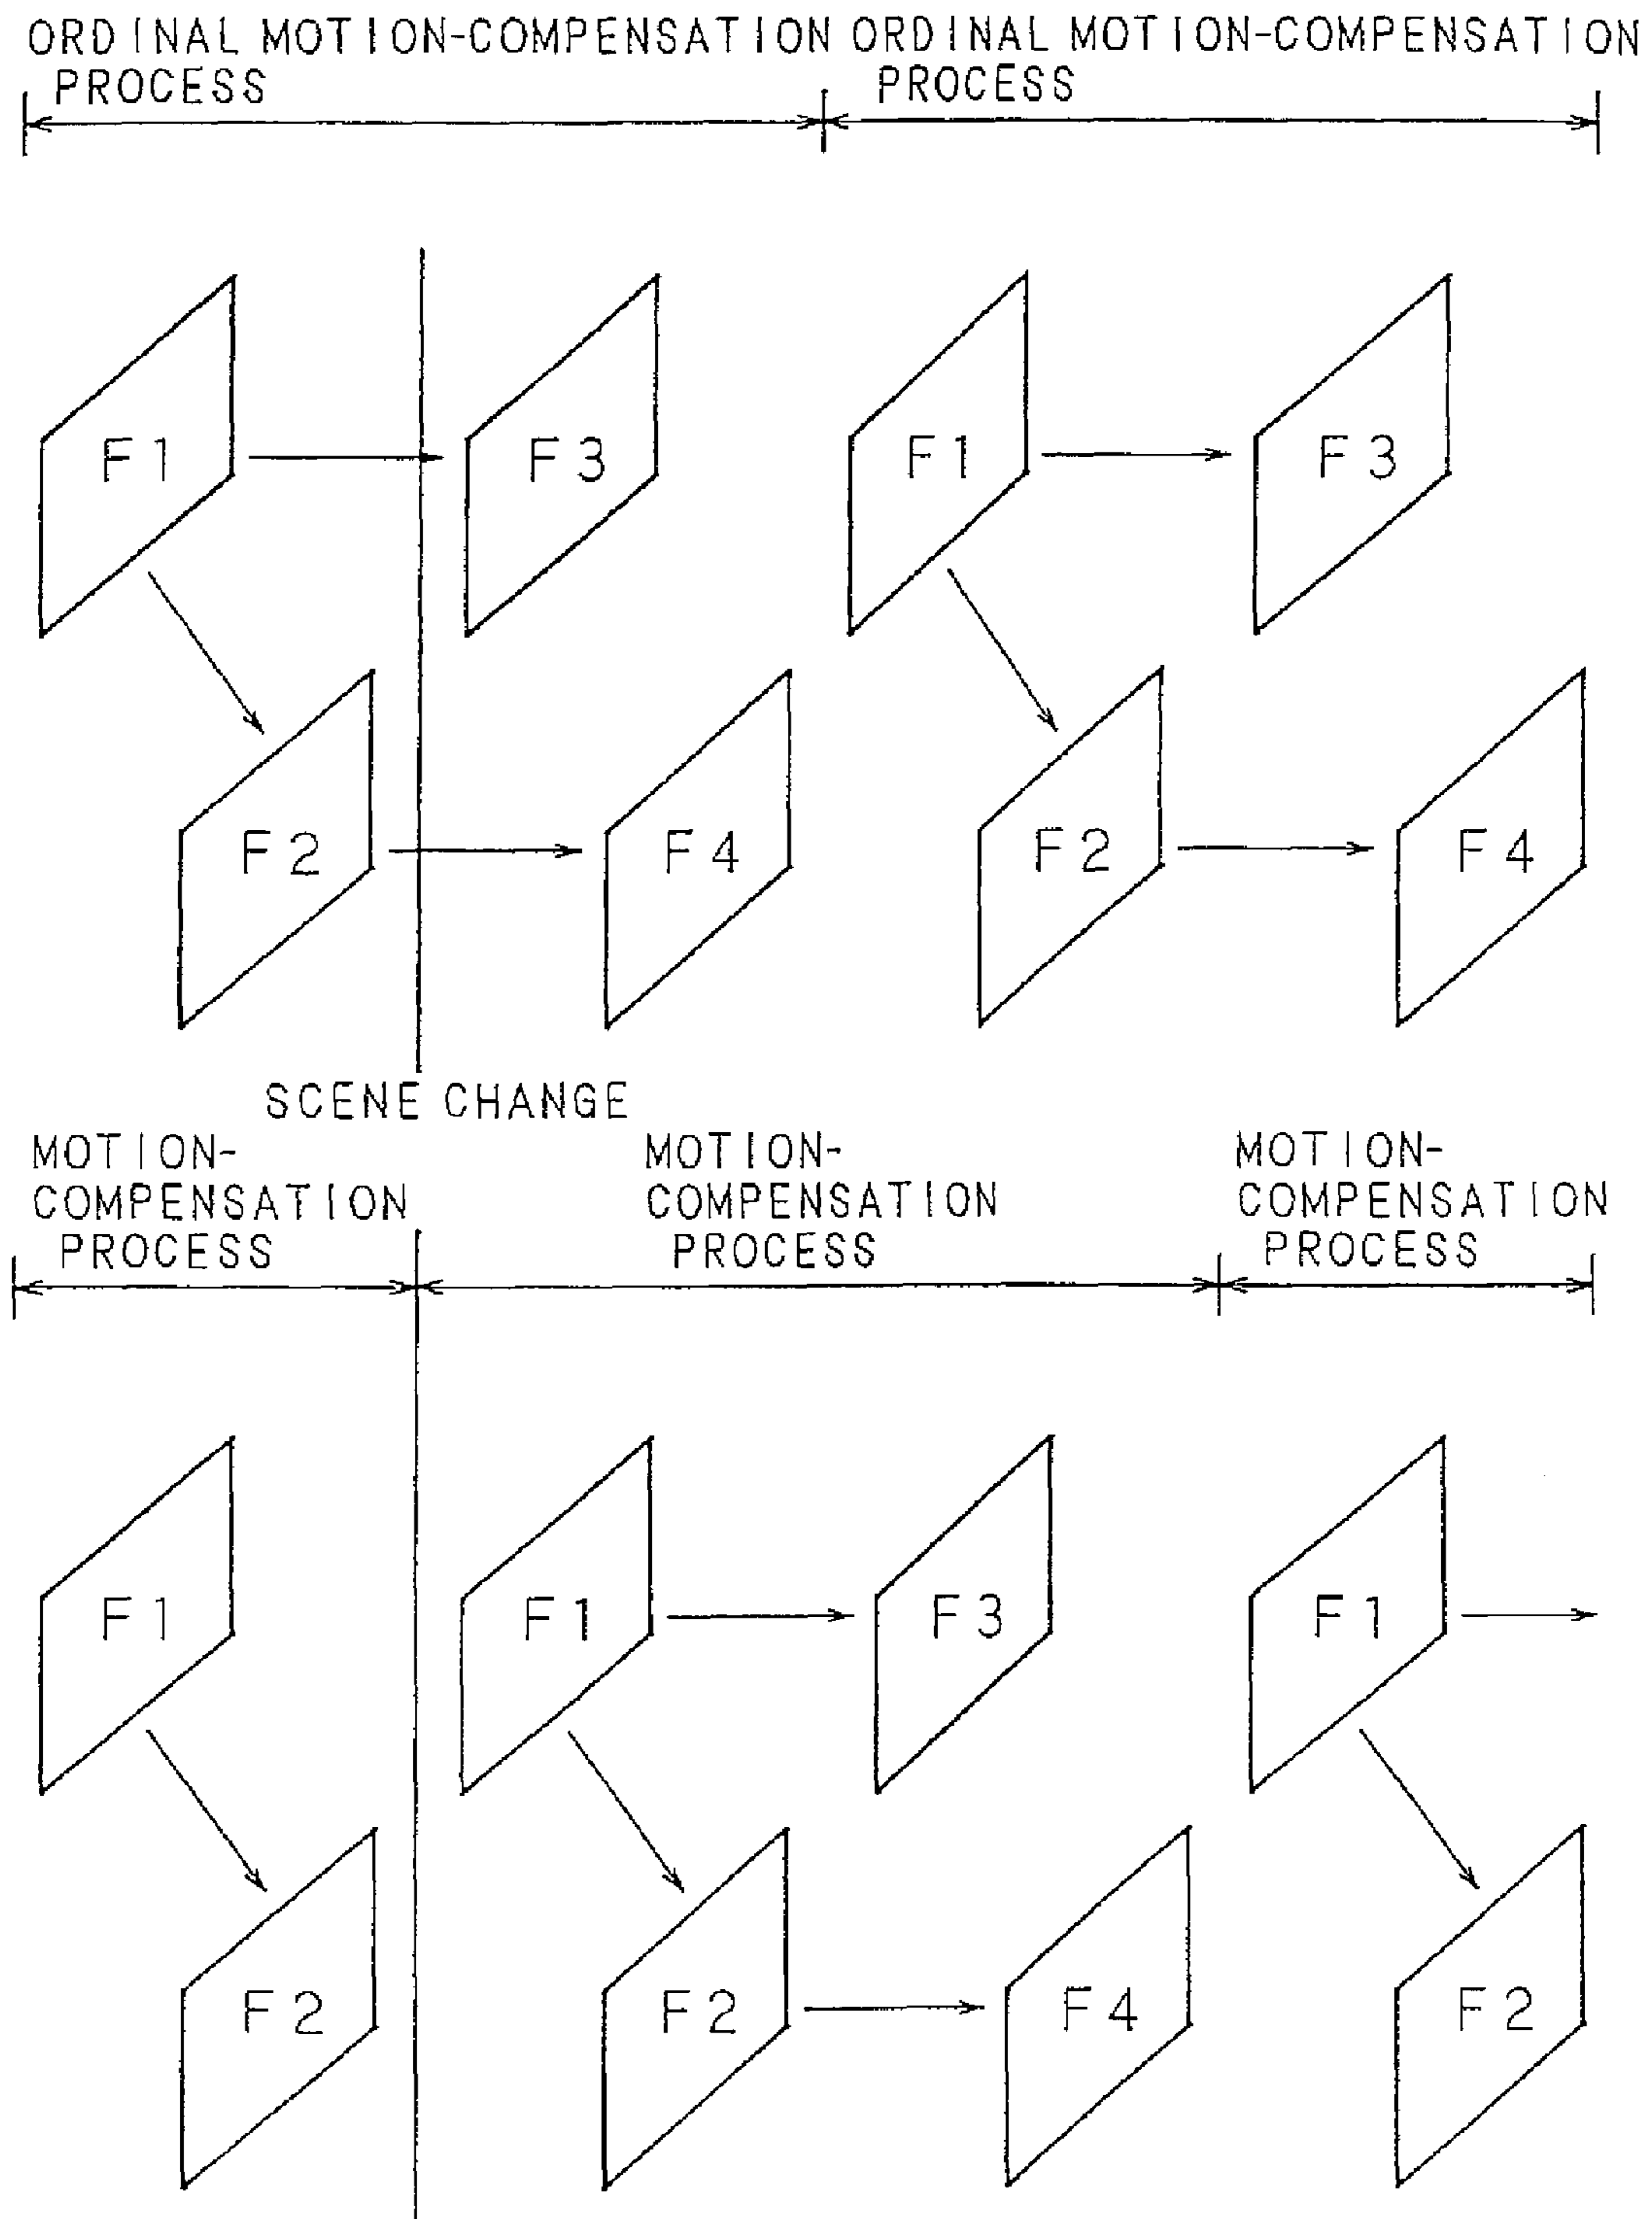 ORDINAL MOTION-COMPENSATION PROCESS
ORDINAL MOTION-COMPENSATION PROCESS
F1
F3
F1
F3
F2
F4
F2
F4
SCENE CHANGE
MOTION-
COMPENSATION
PROCESS
MOTION-
COMPENSATION
PROCESS
MOTION-
COMPENSATION
PROCESS
F1
F1
F3
F1
F2
F2
F4
F2